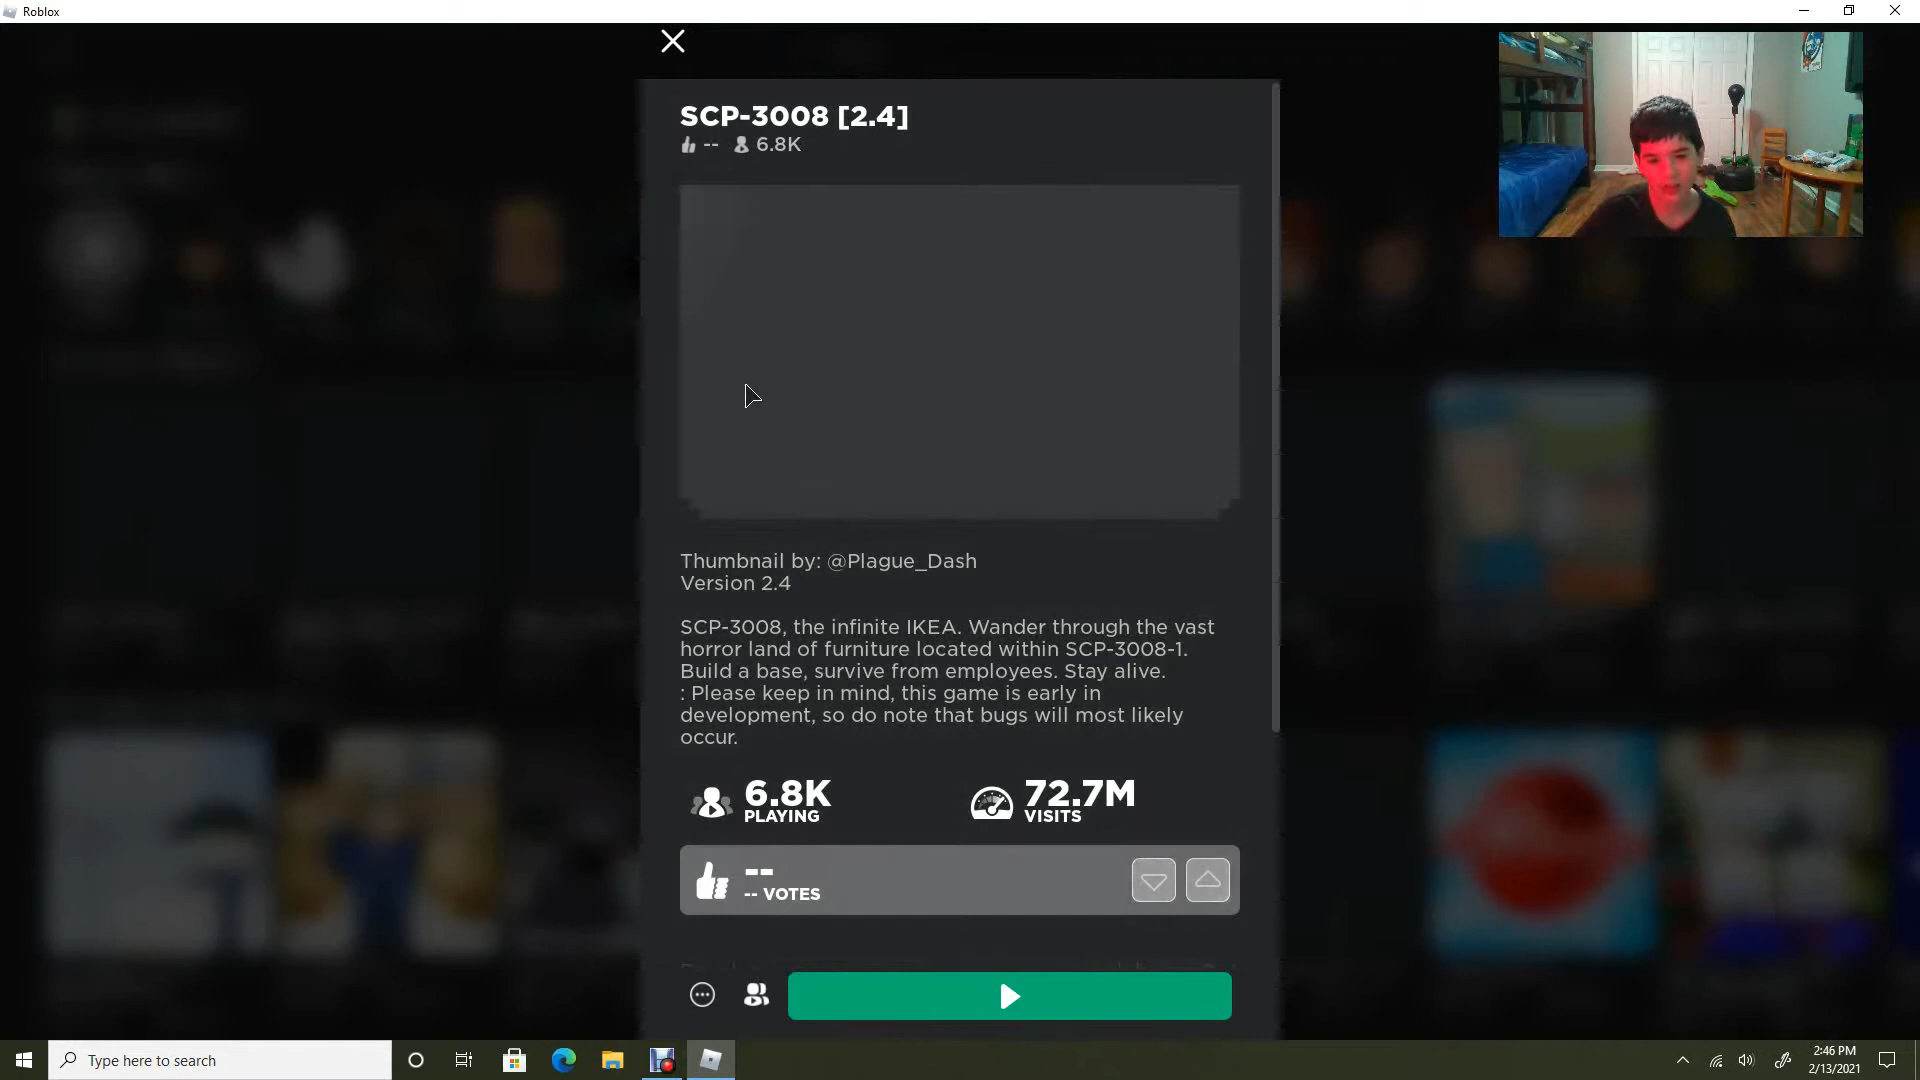 Roblox
SCP-3008 [2.4]
-- 6.8K
Thumbnail by: @Plague_Dash
Version 2.4
SCP-3008, the infinite IKEA. Wander through the vast
horror land of furniture located within SCP-3008-1.
Build a base, survive from employees. Stay alive.
: Please keep in mind, this game is early in
development, so do note that bugs will most likely
occur.
6.8K
PLAYING
72.7M
VISITS
--
-- VOTES
Type here to search
2:46 PM
2/13/2021